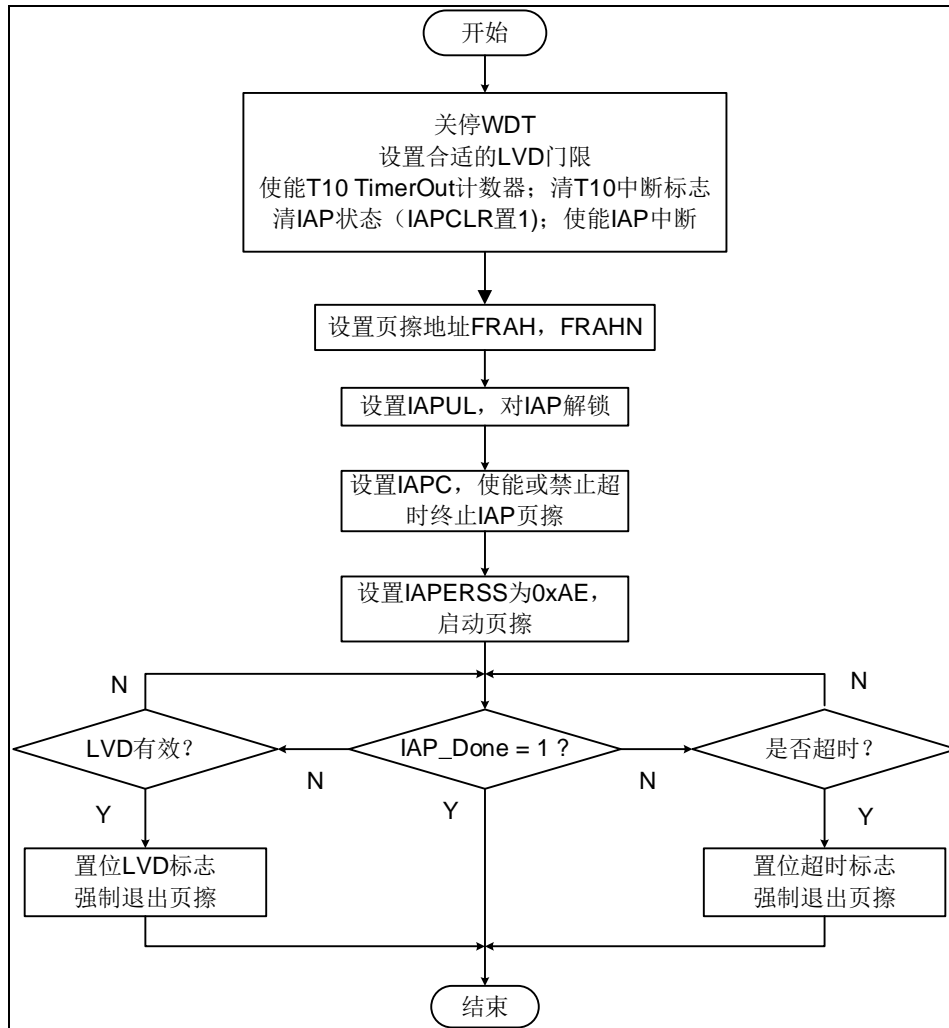 开始
关停WDT
设置合适的LVD门限
使能T10 TimerOut计数器；清T10中断标志
清IAP状态（IAPCLR置1)；使能IAP中断
设置页擦地址FRAH，FRAHN
设置IAPUL，对IAP解锁
设置IAPC，使能或禁止超
时终止IAP页擦
设置IAPERSS为0xAE，
启动页擦
N
N
LVD有效？
IAP_Done = 1 ?
是否超时？
N
N
Y
Y
Y
置位LVD标志
强制退出页擦
置位超时标志
强制退出页擦
结束